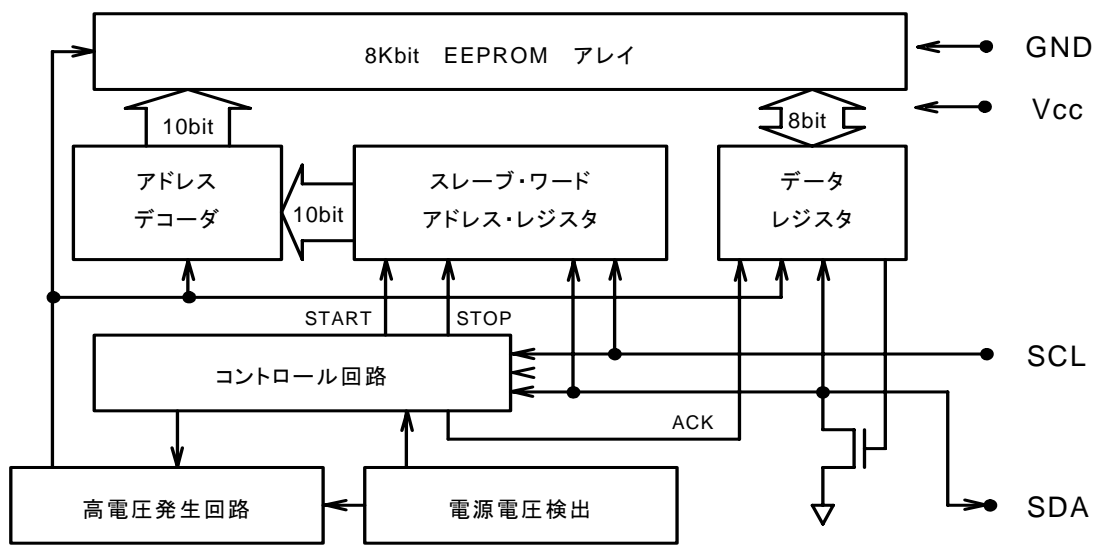 8Kbit EEPROM アレイ
GND
Vcc
10bit
8bit
アドレス
デコーダ
10bit
スレーブ・ワード
アドレス・レジスタ
データ
レジスタ
START
STOP
コントロール回路
SCL
ACK
高電圧発生回路
電源電圧検出
SDA